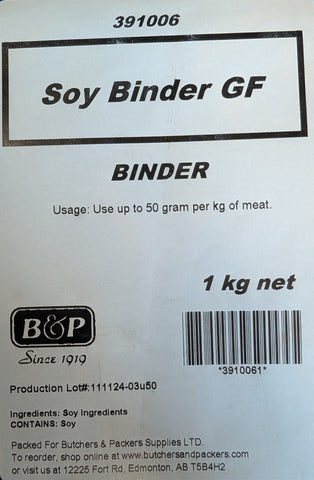 391006
Soy Binder GF
BINDER
Usage: Use up to 50 gram per kg of meat.
1 kg net
B&P
Since 1919
*3910061*
Production Lot#:111124-03u50
Ingredients: Soy Ingredients
CONTAINS: Soy
Packed For Butchers & Packers Supplies LTD.
To reorder, shop online at www.butchersandpackers.com
or visit us at 12225 Fort Rd, Edmonton, AB T5B4H2